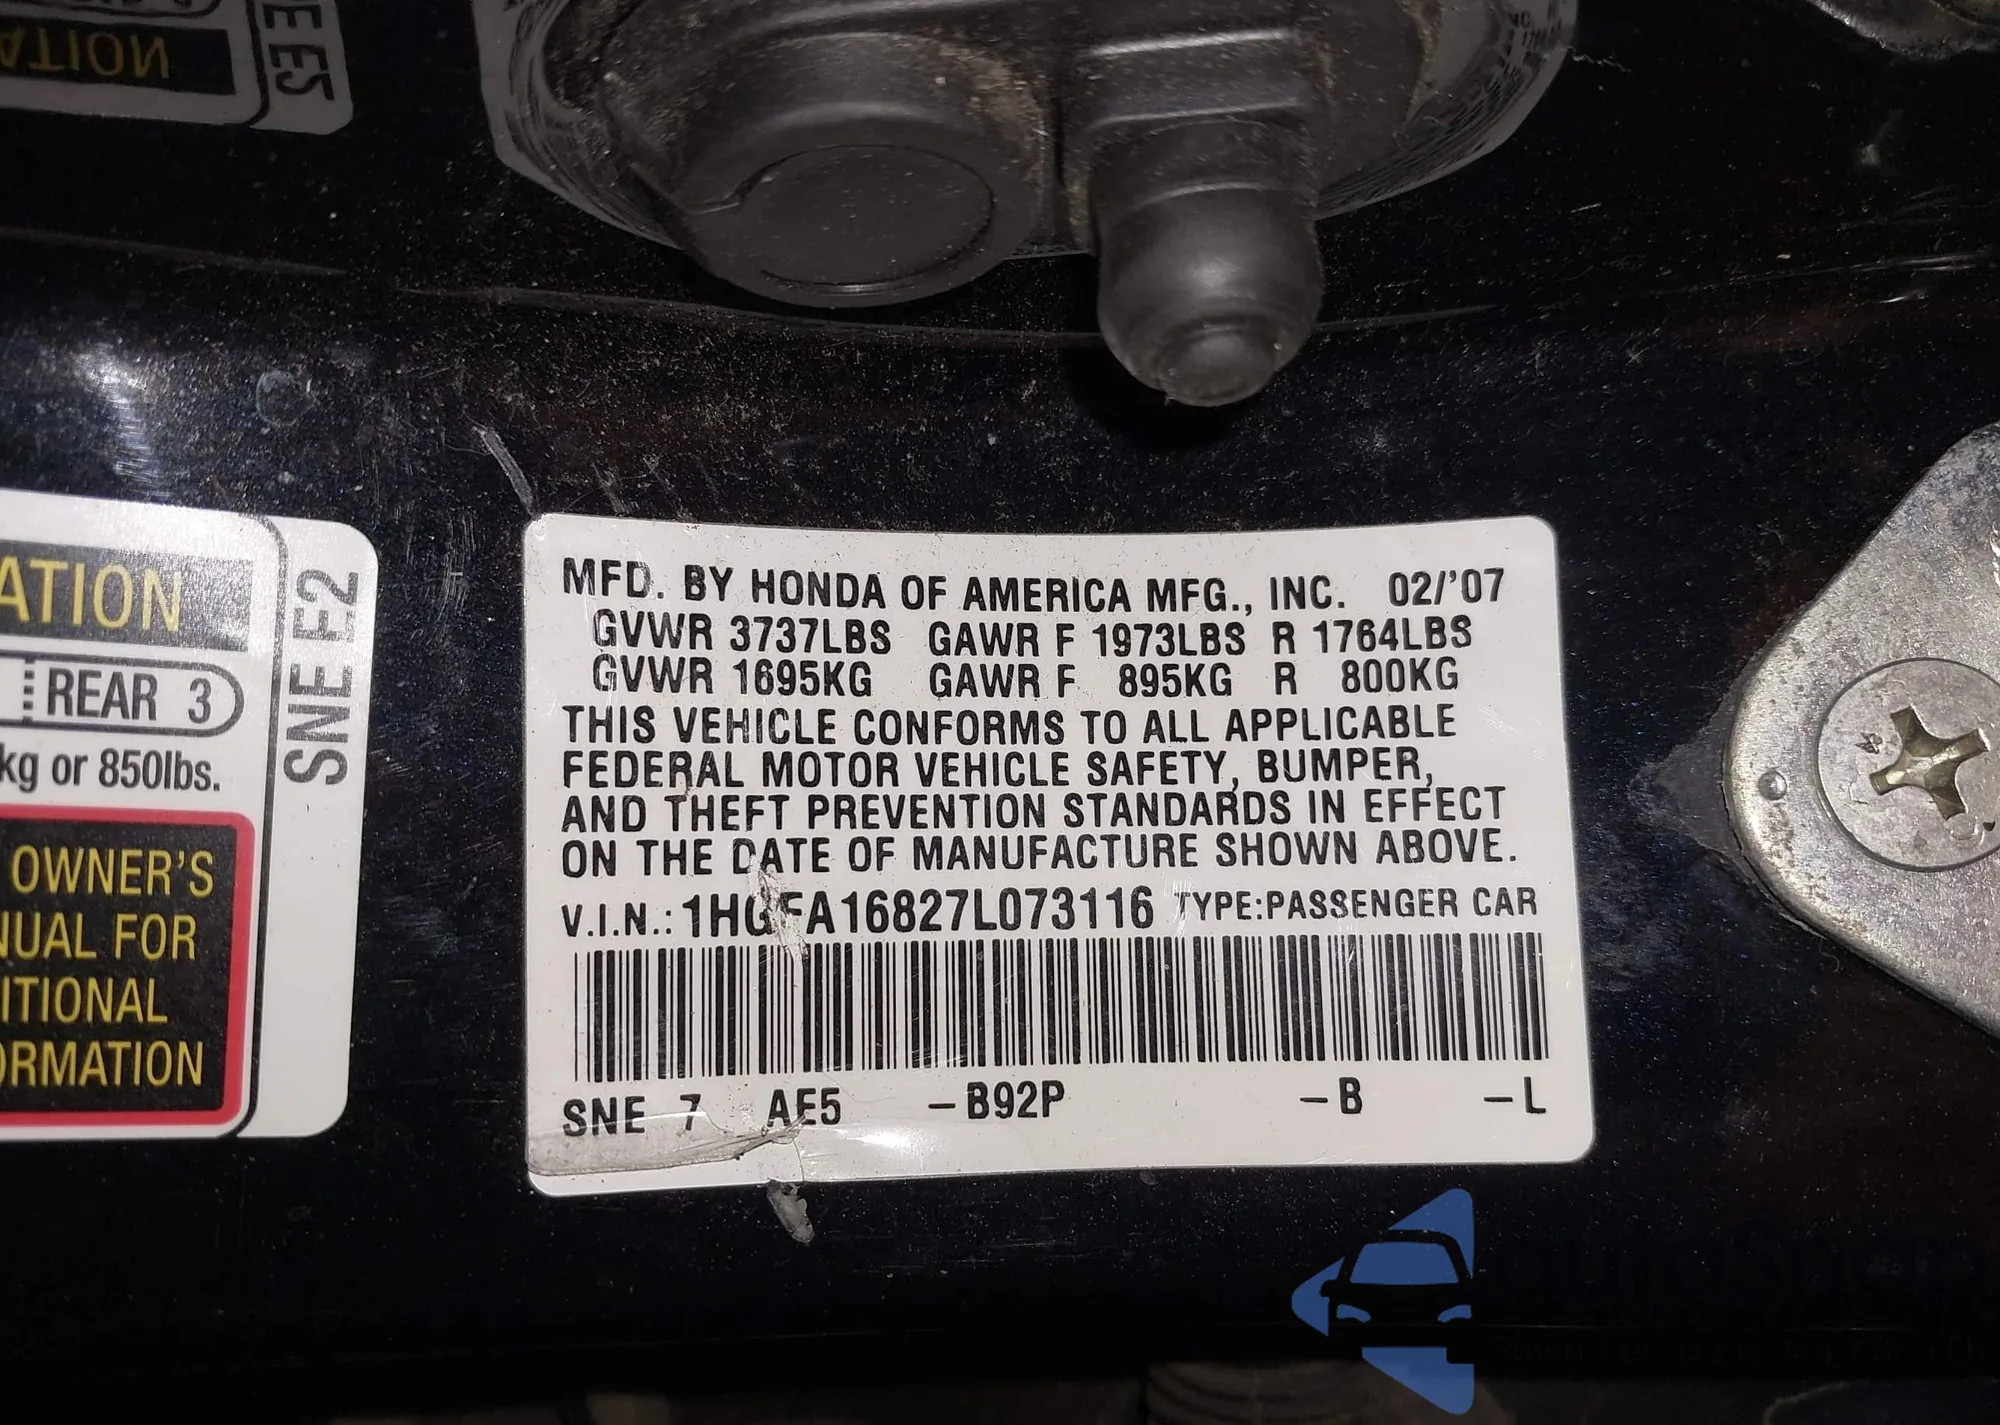 ATION
SNE E2
REAR 3
kg or 850lbs.
OWNER'S
NUAL FOR
ITIONAL
ORMATION
MFD. BY HONDA OF AMERICA MFG., INC. 02/'07
GVWR 3737LBS GAWR F 1973LBS R 1764LBS
GVWR 1695KG GAWR F 895KG R 800KG
THIS VEHICLE CONFORMS TO ALL APPLICABLE
FEDERAL MOTOR VEHICLE SAFETY, BUMPER,
AND THEFT PREVENTION STANDARDS IN EFFECT
ON THE DATE OF MANUFACTURE SHOWN ABOVE.
V.I.N.: 1HGFA16827L073116 TYPE:PASSENGER CAR
SNE 7 AE5 -B92P -B -L